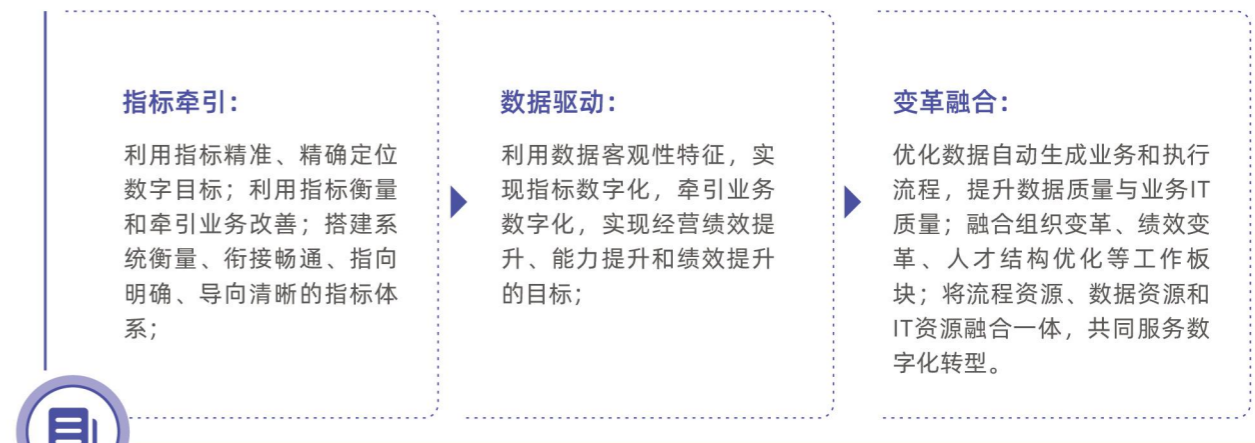 指标牵引：
利用指标精准、精确定位
数字目标；利用指标衡量
和牵引业务改善；搭建系
统衡量、衔接畅通、指向
明确、导向清晰的指标体
系；
数据驱动：
利用数据客观性特征，实
现指标数字化，牵引业务
数字化，实现经营绩效提
升、能力提升和绩效提升
的目标；
变革融合：
优化数据自动生成业务和执行
流程，提升数据质量与业务IT
质量；融合组织变革、绩效变
革、人才结构优化等工作板
块；将流程资源、数据资源和
IT资源融合一体，共同服务数
字化转型。